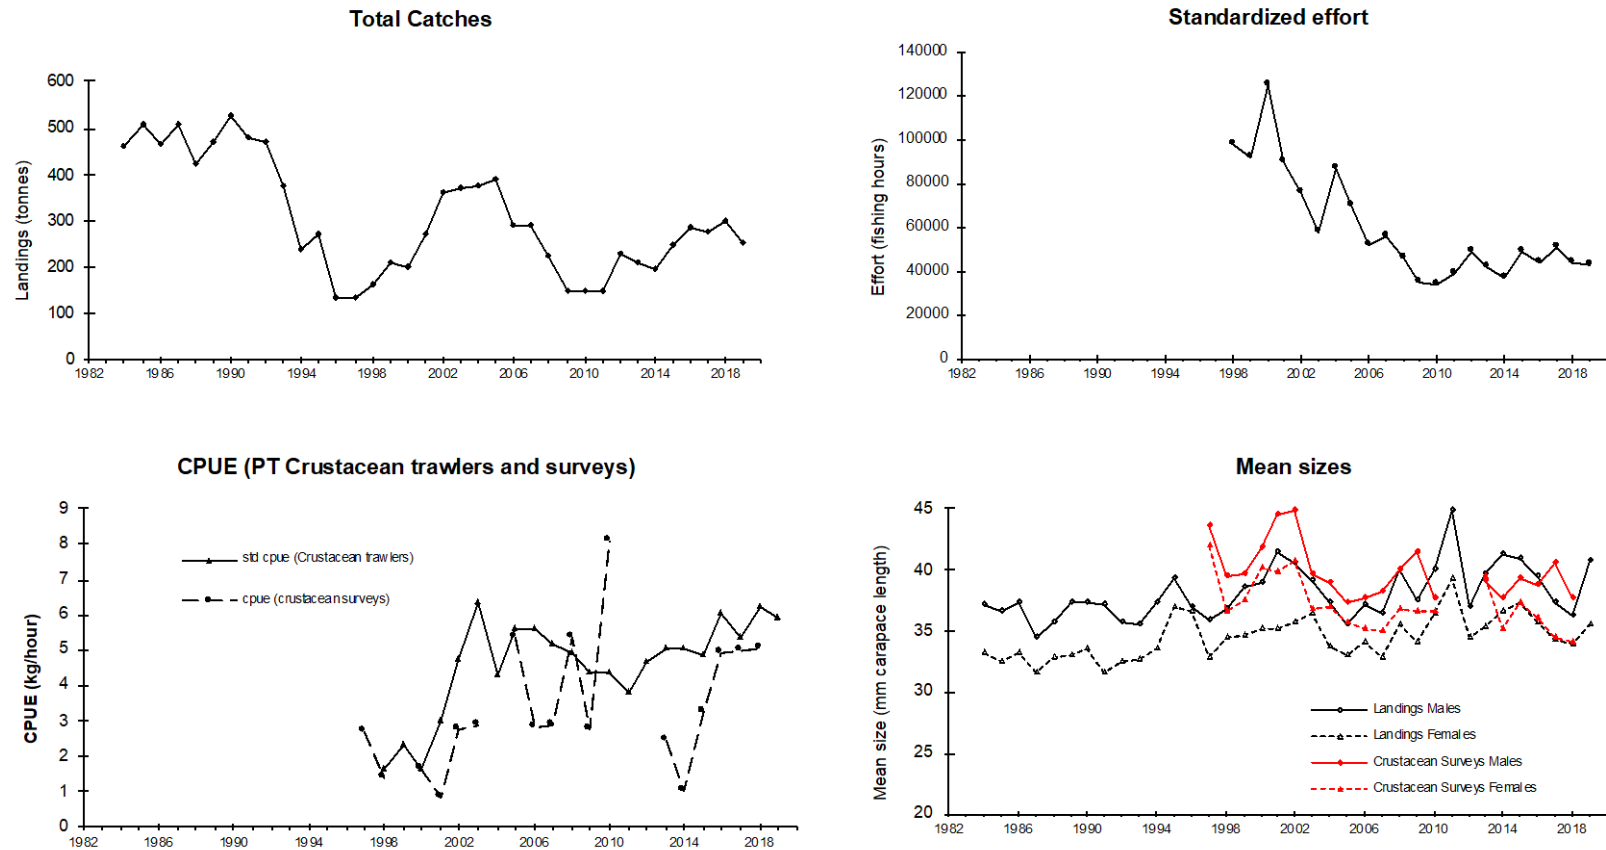 Total Catches
600
500
400
300
200
100
0
Landings (tonnes)
1982 1986 1990 1994 1998 2002 2006 2010 2014 2018
Standardized effort
140000
120000
100000
80000
60000
40000
20000
0
Effort (fishing hours)
1982 1986 1990 1994 1998 2002 2006 2010 2014 2018
CPUE (PT Crustacean trawlers and surveys)
9
8
7
6
5
4
3
2
1
0
CPUE (kg/hour)
std cpue (Crustacean trawlers)
cpue (crustacean surveys)
1982 1986 1990 1994 1998 2002 2006 2010 2014 2018
Mean sizes
45
40
35
30
25
20
Mean size (mm carapace length)
Landings Males
Landings Females
Crustacean Surveys Males
Crustacean Surveys Females
1982 1986 1990 1994 1998 2002 2006 2010 2014 2018